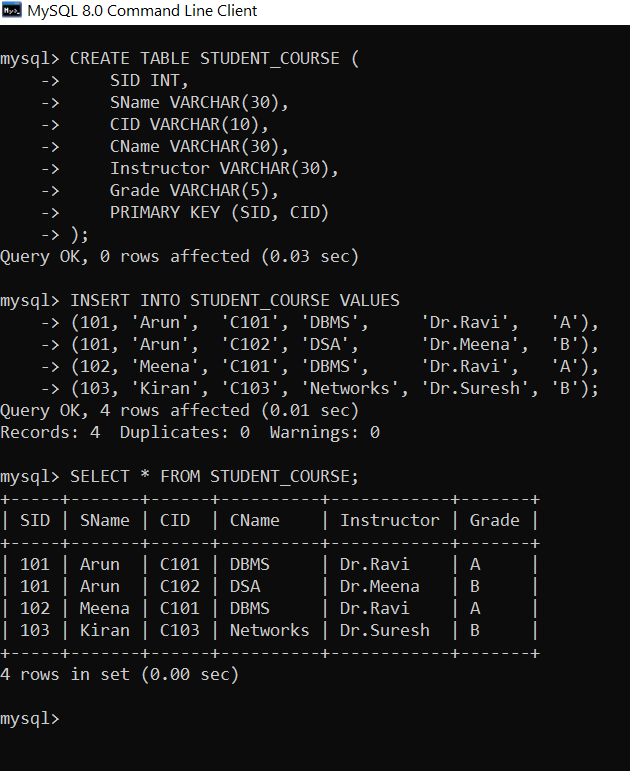 MySQL 8.0 Command Line Client
mysql> CREATE TABLE STUDENT_COURSE (
    ->     SID INT,
    ->     SName VARCHAR(30),
    ->     CID VARCHAR(10),
    ->     CName VARCHAR(30),
    ->     Instructor VARCHAR(30),
    ->     Grade VARCHAR(5),
    ->     PRIMARY KEY (SID, CID)
    -> );
Query OK, 0 rows affected (0.03 sec)
mysql> INSERT INTO STUDENT_COURSE VALUES
    -> (101, 'Arun',  'C101', 'DBMS',     'Dr.Ravi',   'A'),
    -> (101, 'Arun',  'C102', 'DSA',      'Dr.Meena',  'B'),
    -> (102, 'Meena', 'C101', 'DBMS',     'Dr.Ravi',   'A'),
    -> (103, 'Kiran', 'C103', 'Networks', 'Dr.Suresh', 'B');
Query OK, 4 rows affected (0.01 sec)
Records: 4  Duplicates: 0  Warnings: 0
mysql> SELECT * FROM STUDENT_COURSE;
+-----+-------+------+----------+------------+-------+
| SID | SName | CID  | CName    | Instructor | Grade |
+-----+-------+------+----------+------------+-------+
| 101 | Arun  | C101 | DBMS     | Dr.Ravi    | A     |
| 101 | Arun  | C102 | DSA      | Dr.Meena   | B     |
| 102 | Meena | C101 | DBMS     | Dr.Ravi    | A     |
| 103 | Kiran | C103 | Networks | Dr.Suresh  | B     |
+-----+-------+------+----------+------------+-------+
4 rows in set (0.00 sec)
mysql>